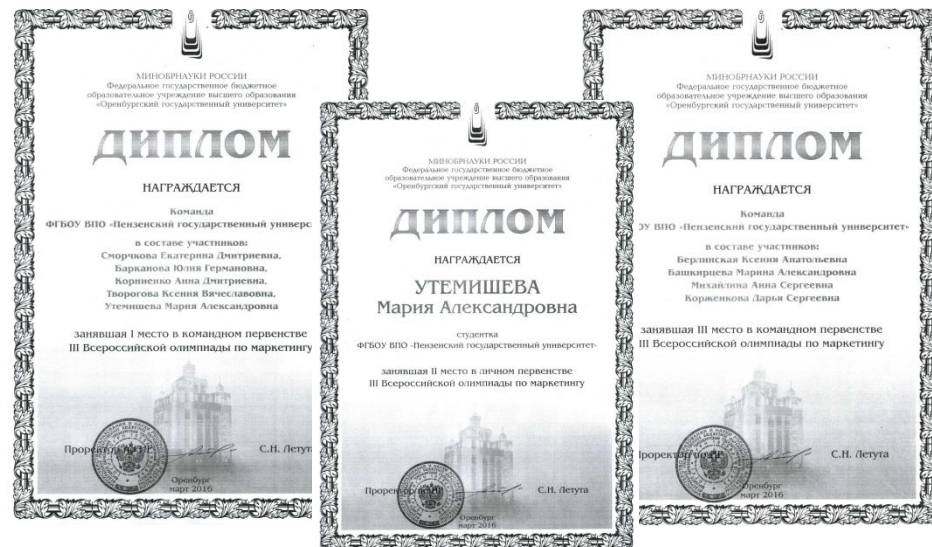 МИНОБРНАУКИ РОССИИ
Федеральное государственное бюджетное
образовательное учреждение высшего образования
«Оренбургский государственный университет»
ДИПЛОМ
НАГРАЖДАЕТСЯ
Команда
ФГБОУ ВПО «Пензенский государственный универс
в составе участников:
Сморчкова Екатерина Дмитриевна,
Барканова Юлия Германовна,
Корниенко Анна Дмитриевна,
Творогова Ксения Вячеславовна,
Утемишева Мария Александровна
занявшая I место в командном первенстве
III Всероссийской олимпиады по маркетингу
Проректор
С.Н. Летута
Оренбург
март 2016
МИНОБРНАУКИ РОССИИ
Федеральное государственное бюджетное
образовательное учреждение высшего образования
«Оренбургский государственный университет»
ДИПЛОМ
НАГРАЖДАЕТСЯ
УТЕМИШЕВА
Мария Александровна
студентка
ФГБОУ ВПО «Пензенский государственный университет»
занявшая II место в личном первенстве
III Всероссийской олимпиады по маркетингу
Проректор
С.Н. Летута
Оренбург
март 2016
МИНОБРНАУКИ РОССИИ
Федеральное государственное бюджетное
образовательное учреждение высшего образования
«Оренбургский государственный университет»
ДИПЛОМ
НАГРАЖДАЕТСЯ
Команда
ОУ ВПО «Пензенский государственный университет»
в составе участников:
Берлинская Ксения Анатольевна
Башкирцева Марина Александровна
Михайлина Анна Сергеевна
Корженкова Дарья Сергеевна
занявшая III место в командном первенстве
III Всероссийской олимпиады по маркетингу
Проректор
С.Н. Летута
Оренбург
март 2016